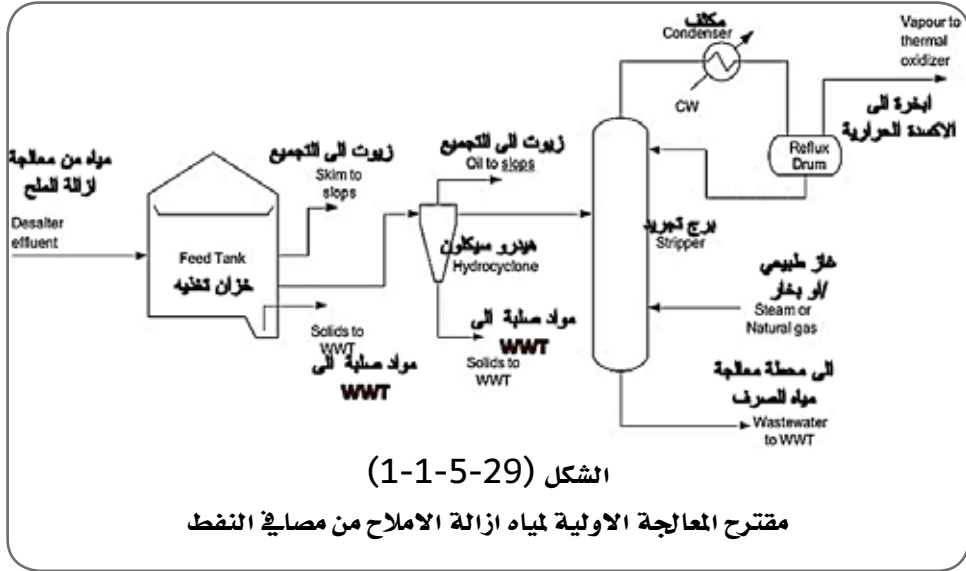 مكثف
Condenser
CW
Vapour to
thermal
oxidizer
ابخرة الى
الاكسدة الحرارية
Reflux
Drum
مياه من معالجة
ازالة الملح
Desalter
effluent
Feed Tank
خزان تغذيه
زيوت الى التجميع
Skim to
slops
Solids to
WWT
مواد صلبة الى
WWT
زيوت الى التجميع
Oil to slops
هيدرو سيكلون
Hydrocyclone
مواد صلبة الى
WWT
Solids to
WWT
برج تجريد
Stripper
غاز طبيعي
/أو بخار
Steam or
Natural gas
الى محطة معالجة
مياه الصرف
Wastewater
to WWT
الشكل (29-5-1-1)
مقترح المعالجة الاولية لمياه ازالة الاملاح من مصافي النفط